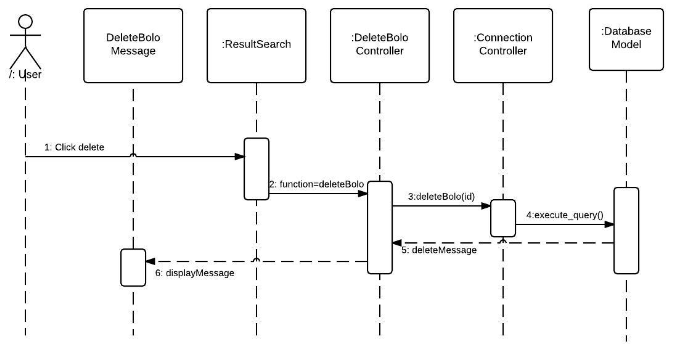 DeleteBolo
Message
:ResultSearch
:DeleteBolo
Controller
:Connection
Controller
:Database
Model
/: User
1: Click delete
2: function=deleteBolo
3:deleteBolo(id)
4:execute_query()
5: deleteMessage
6: displayMessage